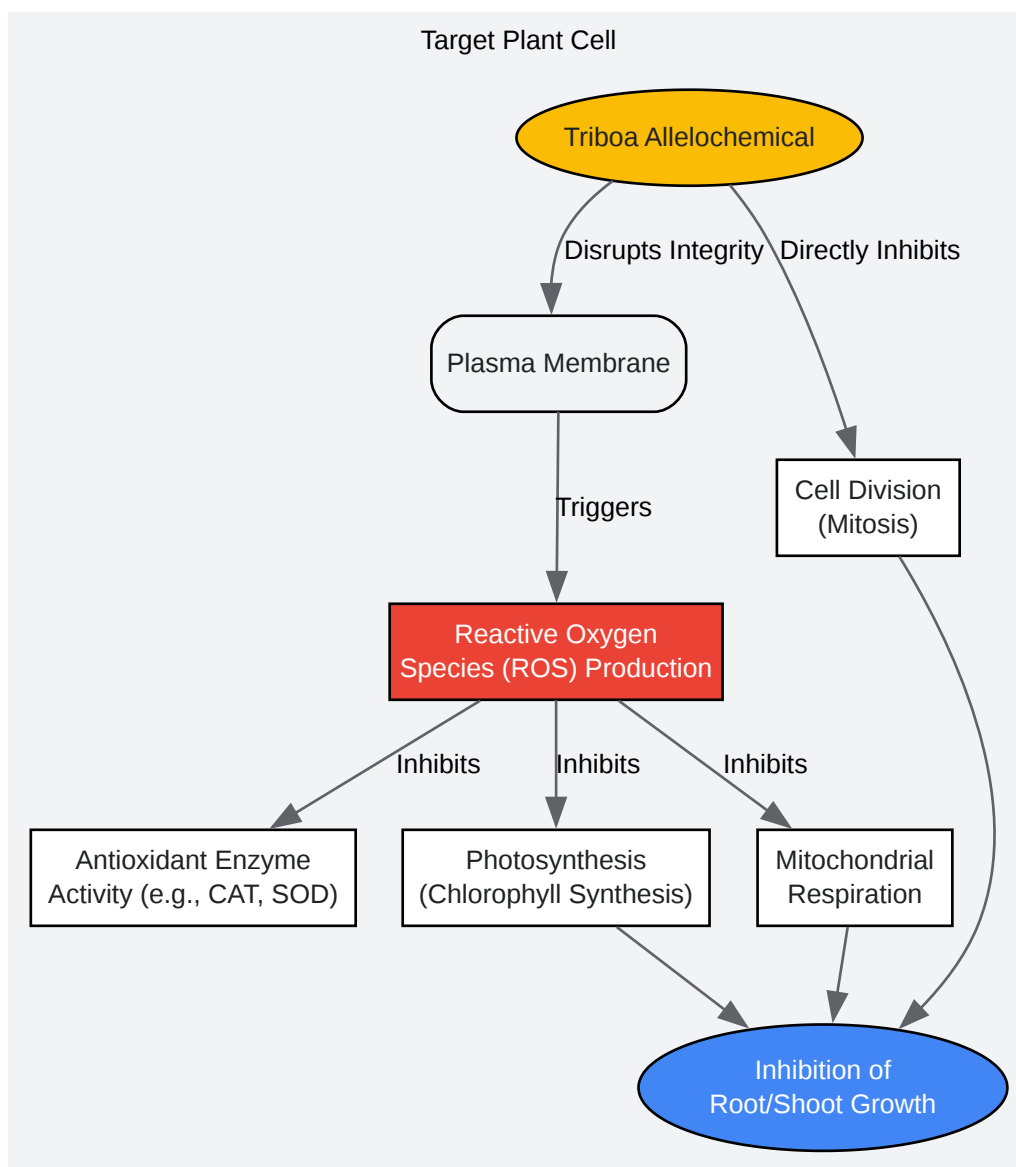 Target Plant Cell
Triboa Allelochemical
Disrupts Integrity
Directly Inhibits
Plasma Membrane
Cell Division
(Mitosis)
Triggers
Reactive Oxygen
Species (ROS) Production
Inhibits
Inhibits
Inhibits
Antioxidant Enzyme
Activity (e.g., CAT, SOD)
Photosynthesis
(Chlorophyll Synthesis)
Mitochondrial
Respiration
Inhibition of
Root/Shoot Growth